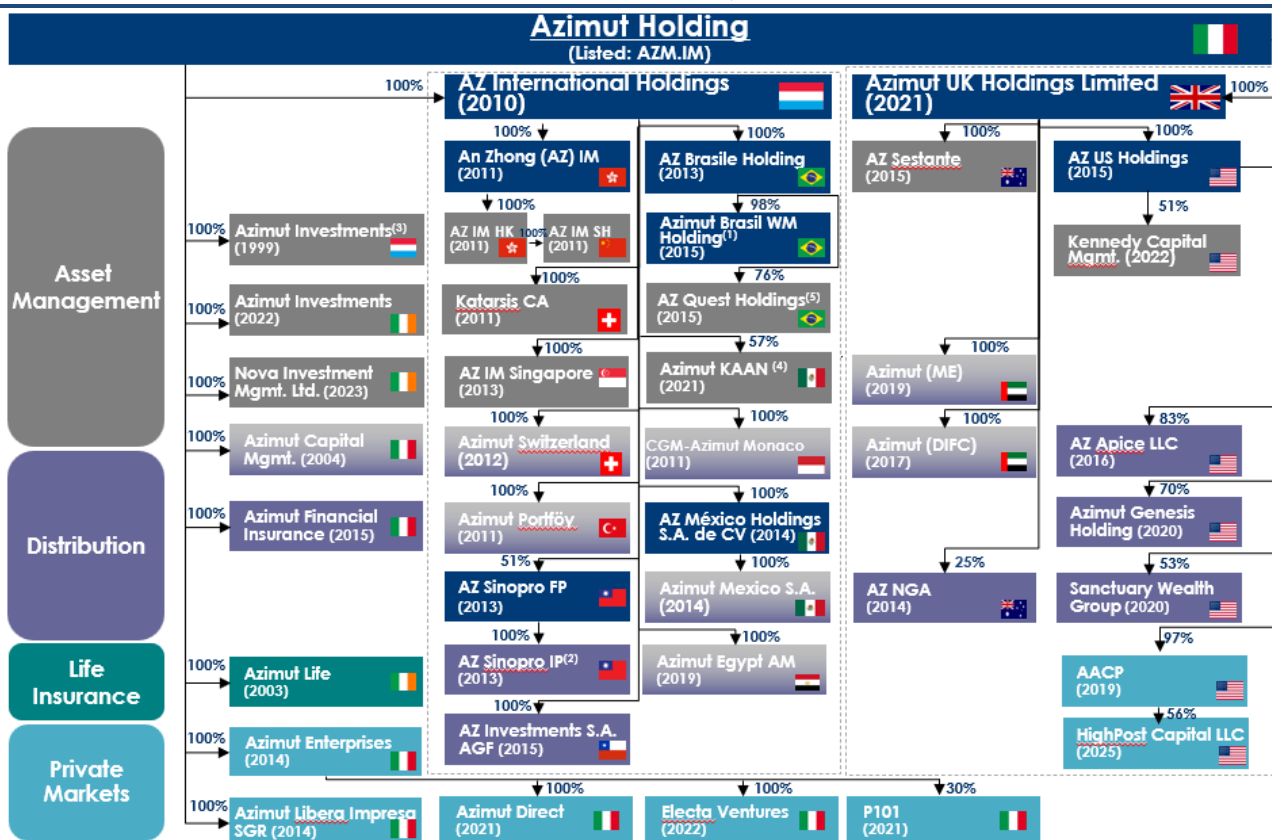 Azimut Holding
(Listed: AZM.IM)
100%
AZ International Holdings
(2010)
Azimut UK Holdings Limited
(2021)
100%
Asset
Management
Distribution
Life
Insurance
Private
Markets
100%
Azimut Investments(3)
(1999)
100%
Azimut Investments
(2022)
100%
Nova Investment
Mgmt. Ltd. (2023)
100%
Azimut Capital
Mgmt. (2004)
100%
Azimut Financial
Insurance (2015)
100%
Azimut Life
(2003)
100%
Azimut Enterprises
(2014)
100%
Azimut Libera Impresa
SGR (2014)
100%
An Zhong (AZ) IM
(2011)
100%
AZ IM HK
(2011)
100%
AZ IM SH
(2011)
100%
Katarsis CA
(2011)
100%
AZ IM Singapore
(2013)
100%
Azimut Switzerland
(2012)
100%
Azimut Portföy
(2011)
51%
AZ Sinopro FP
(2013)
100%
AZ Sinopro IP(2)
(2013)
100%
AZ Investments S.A.
AGF (2015)
100%
AZ Brasile Holding
(2013)
98%
Azimut Brasil WM
Holding(1)
(2015)
76%
AZ Quest Holdings(5)
(2015)
57%
Azimut KAAN (4)
(2021)
100%
CGM-Azimut Monaco
(2011)
100%
AZ México Holdings
S.A. de CV (2014)
100%
Azimut Mexico S.A.
(2014)
100%
Azimut Egypt AM
(2019)
100%
AZ Sestante
(2015)
100%
Azimut (ME)
(2019)
100%
Azimut (DIFC)
(2017)
25%
AZ NGA
(2014)
100%
AZ US Holdings
(2015)
51%
Kennedy Capital
Mgmt. (2022)
83%
AZ Apice LLC
(2016)
70%
Azimut Genesis
Holding (2020)
53%
Sanctuary Wealth
Group (2020)
97%
AACP
(2019)
56%
HighPost Capital LLC
(2025)
100%
Azimut Direct
(2021)
100%
Electa Ventures
(2022)
30%
P101
(2021)